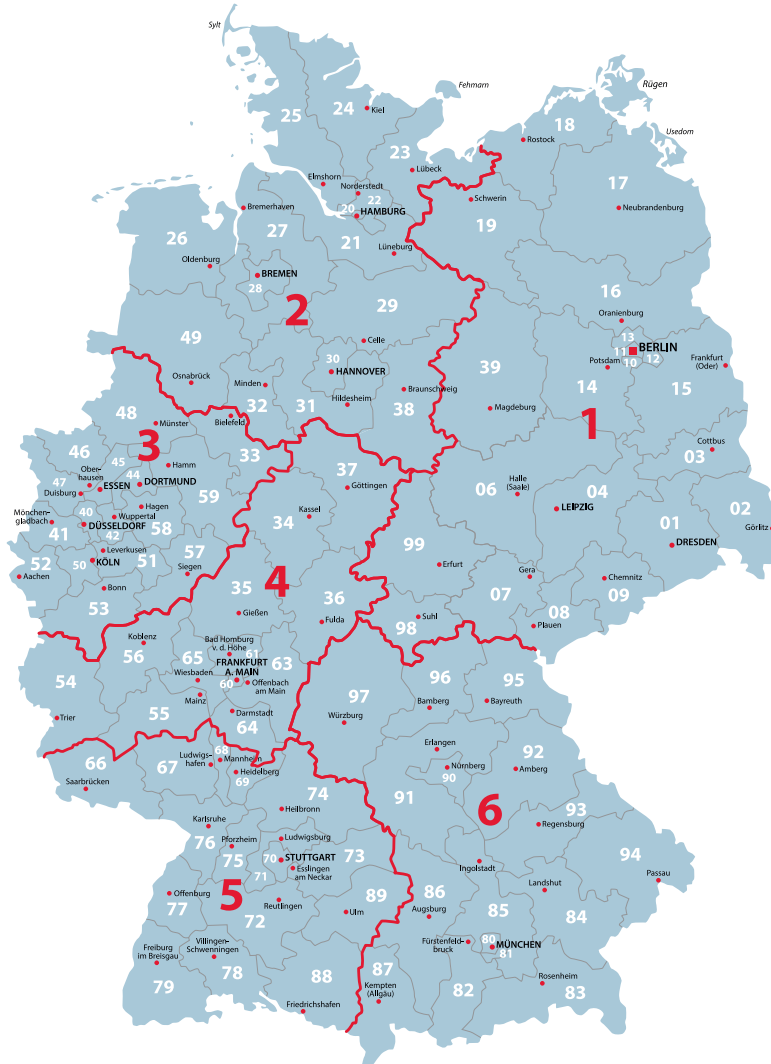 Sylt
Fehmarn
Rügen
Usedom
25
24
Kiel
18
Rostock
23
Lübeck
17
Neubrandenburg
Elmshorn
Norderstedt
22
20
HAMBURG
Schwerin
19
Bremerhaven
27
26
Oldenburg
21
Lüneburg
BREMEN
28
2
29
16
Oranienburg
49
Celle
13
BERLIN
11
10
12
Potsdam
Frankfurt
(Oder)
30
HANNOVER
Osnabrück
Minden
14
15
39
Braunschweig
Hildesheim
Magdeburg
48
32
31
38
Bielefeld
1
Münster
3
Cottbus
03
46
45
33
Hamm
37
Göttingen
Ober-
hausen
47
44
DORTMUND
ESSEN
Duisburg
59
06
Halle
(Saale)
04
LEIPZIG
02
Görlitz
Mönchen-
gladbach
40
Hagen
Wuppertal
DÜSSELDORF
41
42
58
34
Kassel
01
DRESDEN
Leverkusen
52
50
KÖLN
51
57
Siegen
99
Erfurt
Aachen
Bonn
53
4
Gera
Chemnitz
35
Gießen
36
Fulda
07
08
09
98
Suhl
Plauen
Koblenz
56
Bad Homburg
v. d. Höhe
61
65
FRANKFURT
A. MAIN
63
54
Wiesbaden
60
Offenbach
am Main
Mainz
Trier
55
Darmstadt
64
97
Würzburg
96
Bamberg
95
Bayreuth
66
67
68
Ludwigs-
hafen
Mannheim
69
Heidelberg
Saarbrücken
Erlangen
Nürnberg
90
92
Amberg
74
Heilbronn
91
6
93
Regensburg
Karlsruhe
76
Pforzheim
75
Ludwigsburg
70
STUTTGART
71
Esslingen
am Neckar
73
94
Passau
Ingolstadt
5
Offenburg
77
Reutlingen
72
89
Ulm
86
Augsburg
85
Landshut
84
Freiburg
im Breisgau
79
Villingen-
Schwenningen
78
88
Friedrichshafen
87
Kempten
(Allgäu)
Fürstenfeld-
bruck
80
MÜNCHEN
81
82
Rosenheim
83